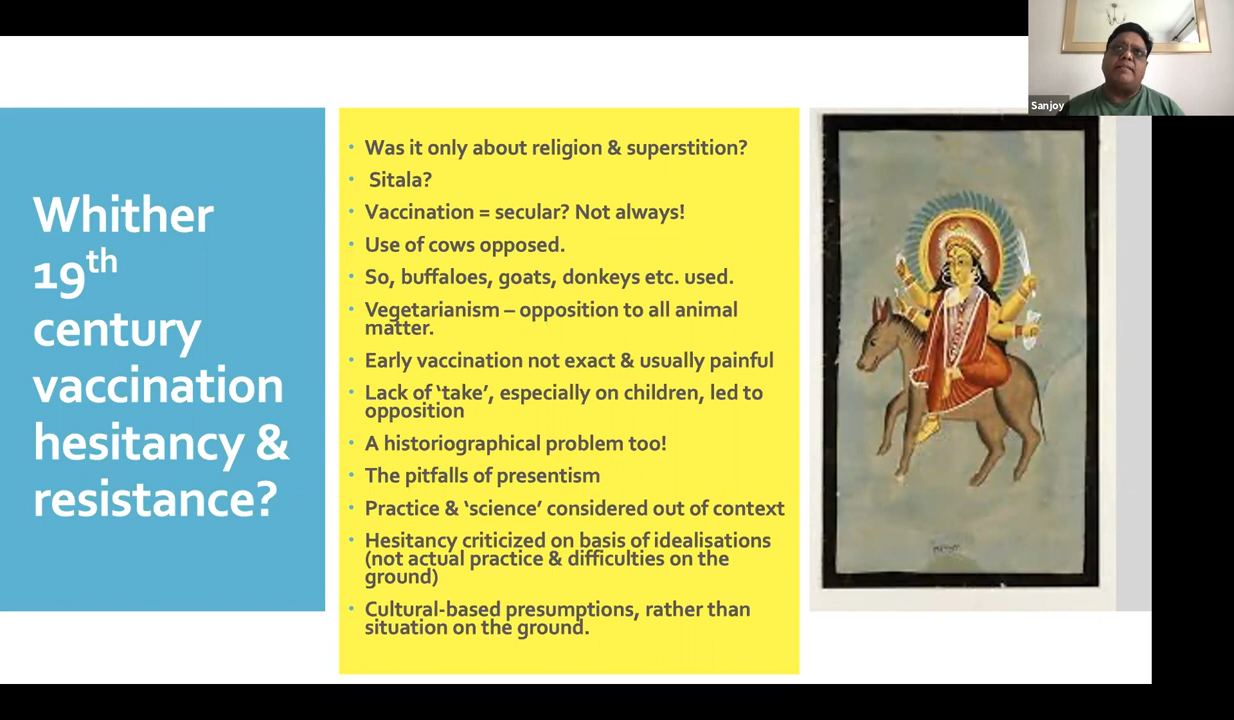 Sanjoy
Whither
19th
century
vaccination
hesitancy &
resistance?
• Was it only about religion & superstition?
• Sitala?
• Vaccination = secular? Not always!
• Use of cows opposed.
• So, buffaloes, goats, donkeys etc. used.
• Vegetarianism – opposition to all animal
matter.
• Early vaccination not exact & usually painful
• Lack of ‘take’, especially on children, led to
opposition
• A historiographical problem too!
• The pitfalls of presentism
• Practice & ‘science’ considered out of context
• Hesitancy criticized on basis of idealisations
(not actual practice & difficulties on the
ground)
• Cultural-based presumptions, rather than
situation on the ground.